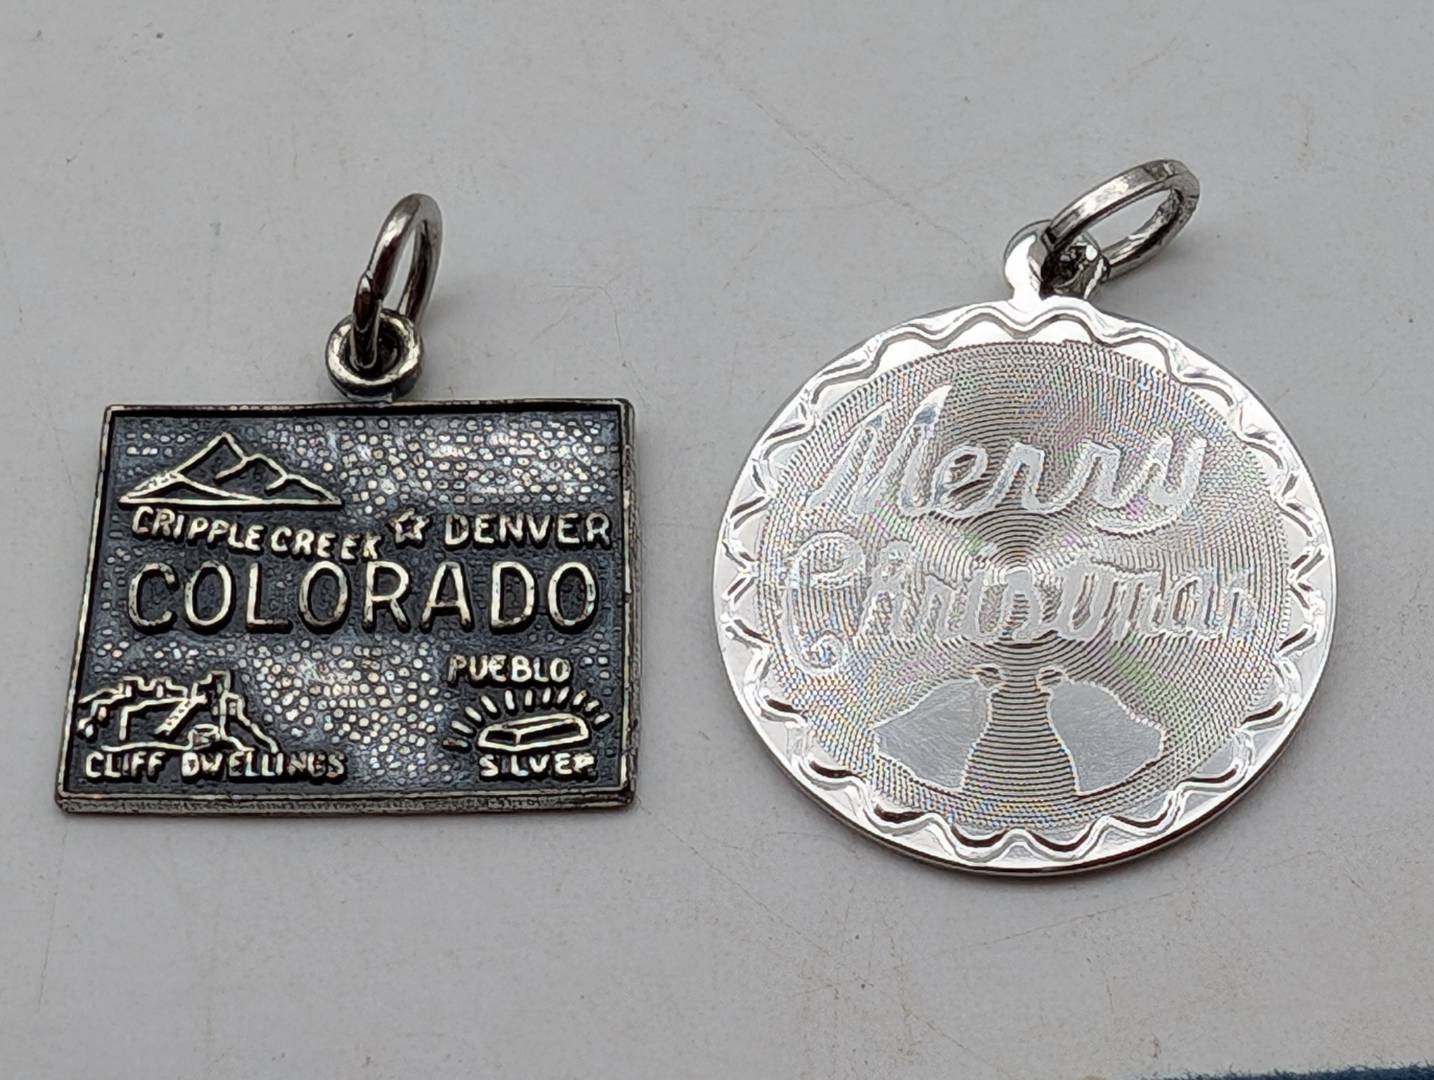 CRIPPLE CREEK ☆ DENVER
COLORADO
PUEBLO
CLIFF DWELLINGS
SILVER
Merry
Christmas